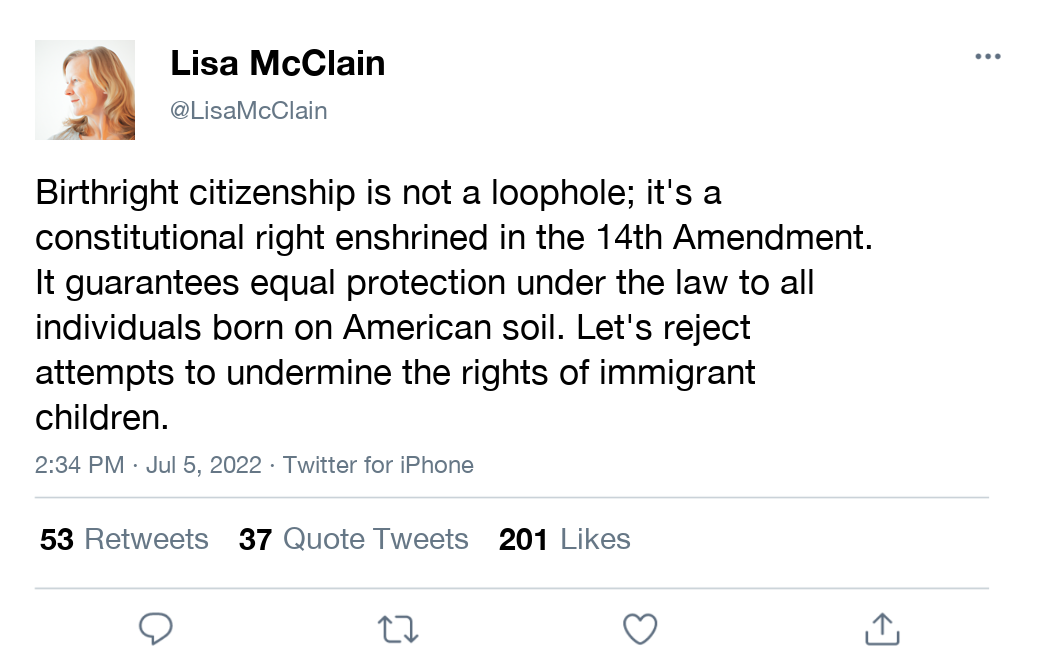 Lisa McClain
@LisaMcClain
Birthright citizenship is not a loophole; it's a
constitutional right enshrined in the 14th Amendment.
It guarantees equal protection under the law to all
individuals born on American soil. Let's reject
attempts to undermine the rights of immigrant
children.
2:34 PM · Jul 5, 2022 · Twitter for iPhone
53 Retweets 37 Quote Tweets 201 Likes